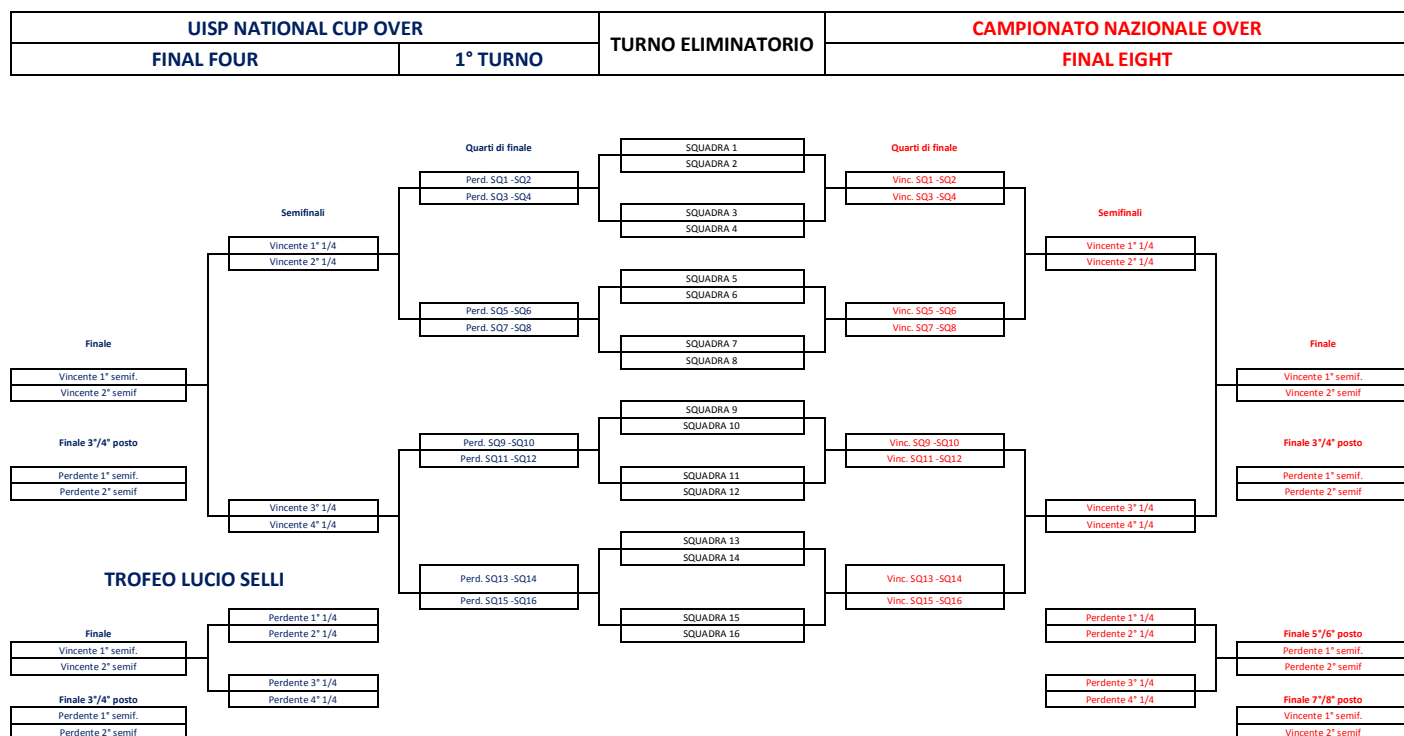 UISP NATIONAL CUP OVER
TURNO ELIMINATORIO
CAMPIONATO NAZIONALE OVER
FINAL FOUR
1° TURNO
FINAL EIGHT
Quarti di finale
SQUADRA 1
Quarti di finale
SQUADRA 2
Perd. SQ1 -SQ2
Vinc. SQ1 -SQ2
Perd. SQ3 -SQ4
Vinc. SQ3 -SQ4
Semifinali
SQUADRA 3
Semifinali
SQUADRA 4
Vincente 1° 1/4
Vincente 1° 1/4
Vincente 2° 1/4
Vincente 2° 1/4
SQUADRA 5
SQUADRA 6
Perd. SQ5 -SQ6
Vinc. SQ5 -SQ6
Perd. SQ7 -SQ8
Vinc. SQ7 -SQ8
Finale
SQUADRA 7
Finale
SQUADRA 8
Vincente 1° semif.
Vincente 1° semif.
Vincente 2° semif
Vincente 2° semif
SQUADRA 9
SQUADRA 10
Finale 3°/4° posto
Perd. SQ9 -SQ10
Vinc. SQ9 -SQ10
Finale 3°/4° posto
Perd. SQ11 -SQ12
Vinc. SQ11 -SQ12
Perdente 1° semif.
SQUADRA 11
Perdente 1° semif.
Perdente 2° semif
SQUADRA 12
Perdente 2° semif
Vincente 3° 1/4
Vincente 3° 1/4
Vincente 4° 1/4
Vincente 4° 1/4
SQUADRA 13
SQUADRA 14
TROFEO LUCIO SELLI
Perd. SQ13 -SQ14
Vinc. SQ13 -SQ14
Perd. SQ15 -SQ16
Vinc. SQ15 -SQ16
Perdente 1° 1/4
SQUADRA 15
Perdente 1° 1/4
Finale
Perdente 2° 1/4
SQUADRA 16
Perdente 2° 1/4
Finale 5°/6° posto
Vincente 1° semif.
Perdente 1° semif.
Vincente 2° semif
Perdente 2° semif
Perdente 3° 1/4
Perdente 3° 1/4
Finale 3°/4° posto
Perdente 4° 1/4
Perdente 4° 1/4
Finale 7°/8° posto
Perdente 1° semif.
Vincente 1° semif.
Perdente 2° semif
Vincente 2° semif